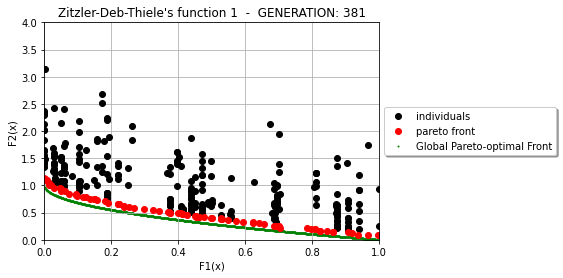 Zitzler-Deb-Thiele's function 1 - GENERATION: 381
4.0
3.5
3.0
2.5
2.0
1.5
1.0
0.5
0.0
F2(x)
0.0 0.2 0.4 0.6 0.8 1.0
F1(x)
individuals
pareto front
Global Pareto-optimal Front